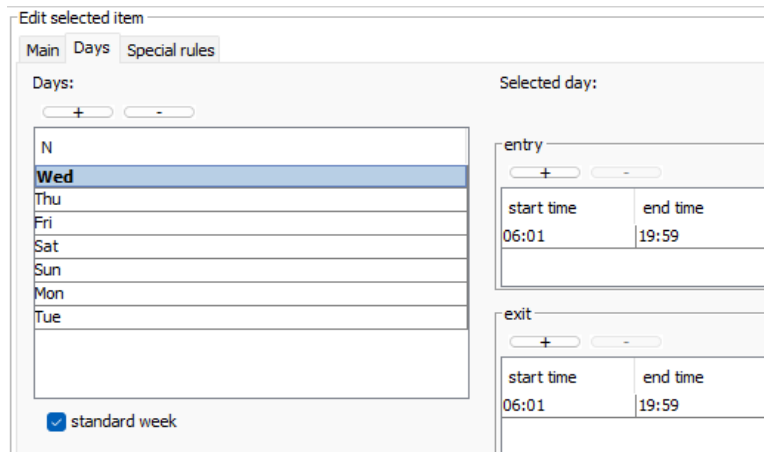 Edit selected item
Main Days Special rules
Days:
+ -
N
Wed
Thu
Fri
Sat
Sun
Mon
Tue
standard week
Selected day:
entry
+ -
start time end time
06:01 19:59
exit
+ -
start time end time
06:01 19:59